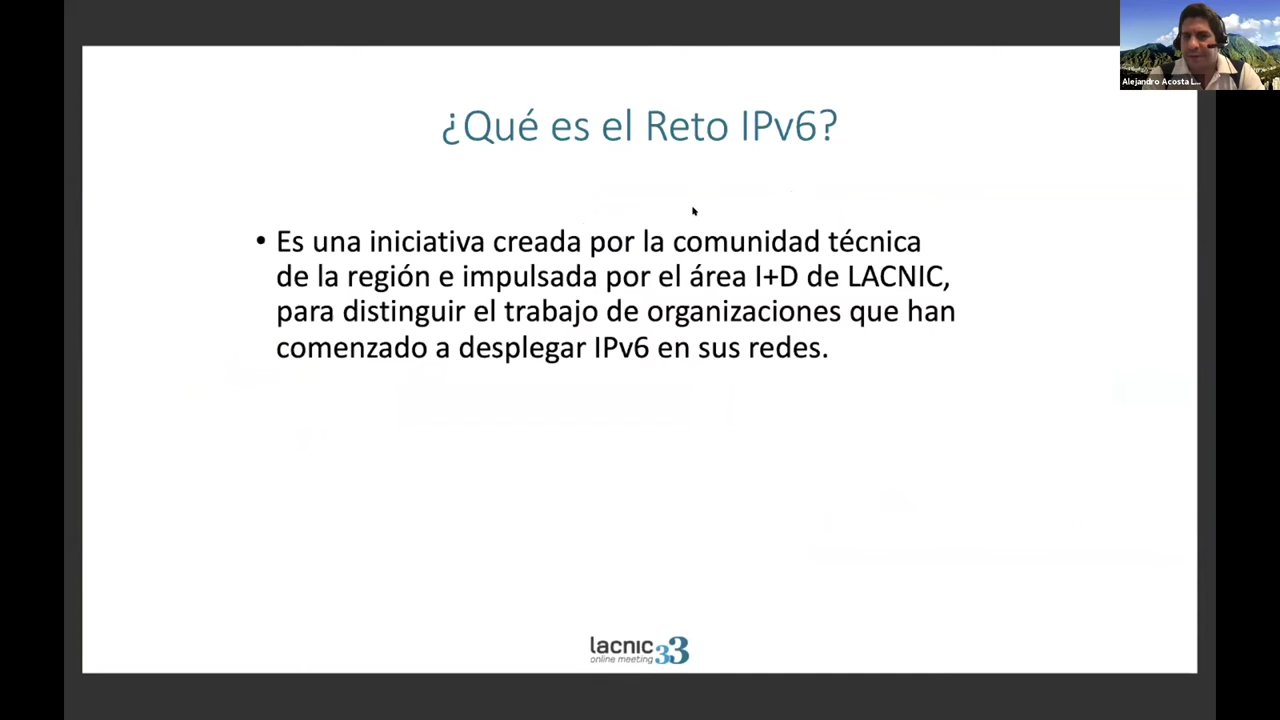 Alejandro Acosta L...
¿Qué es el Reto IPv6?
• Es una iniciativa creada por la comunidad técnica
de la región e impulsada por el área I+D de LACNIC,
para distinguir el trabajo de organizaciones que han
comenzado a desplegar IPv6 en sus redes.
lacnic 33
online meeting